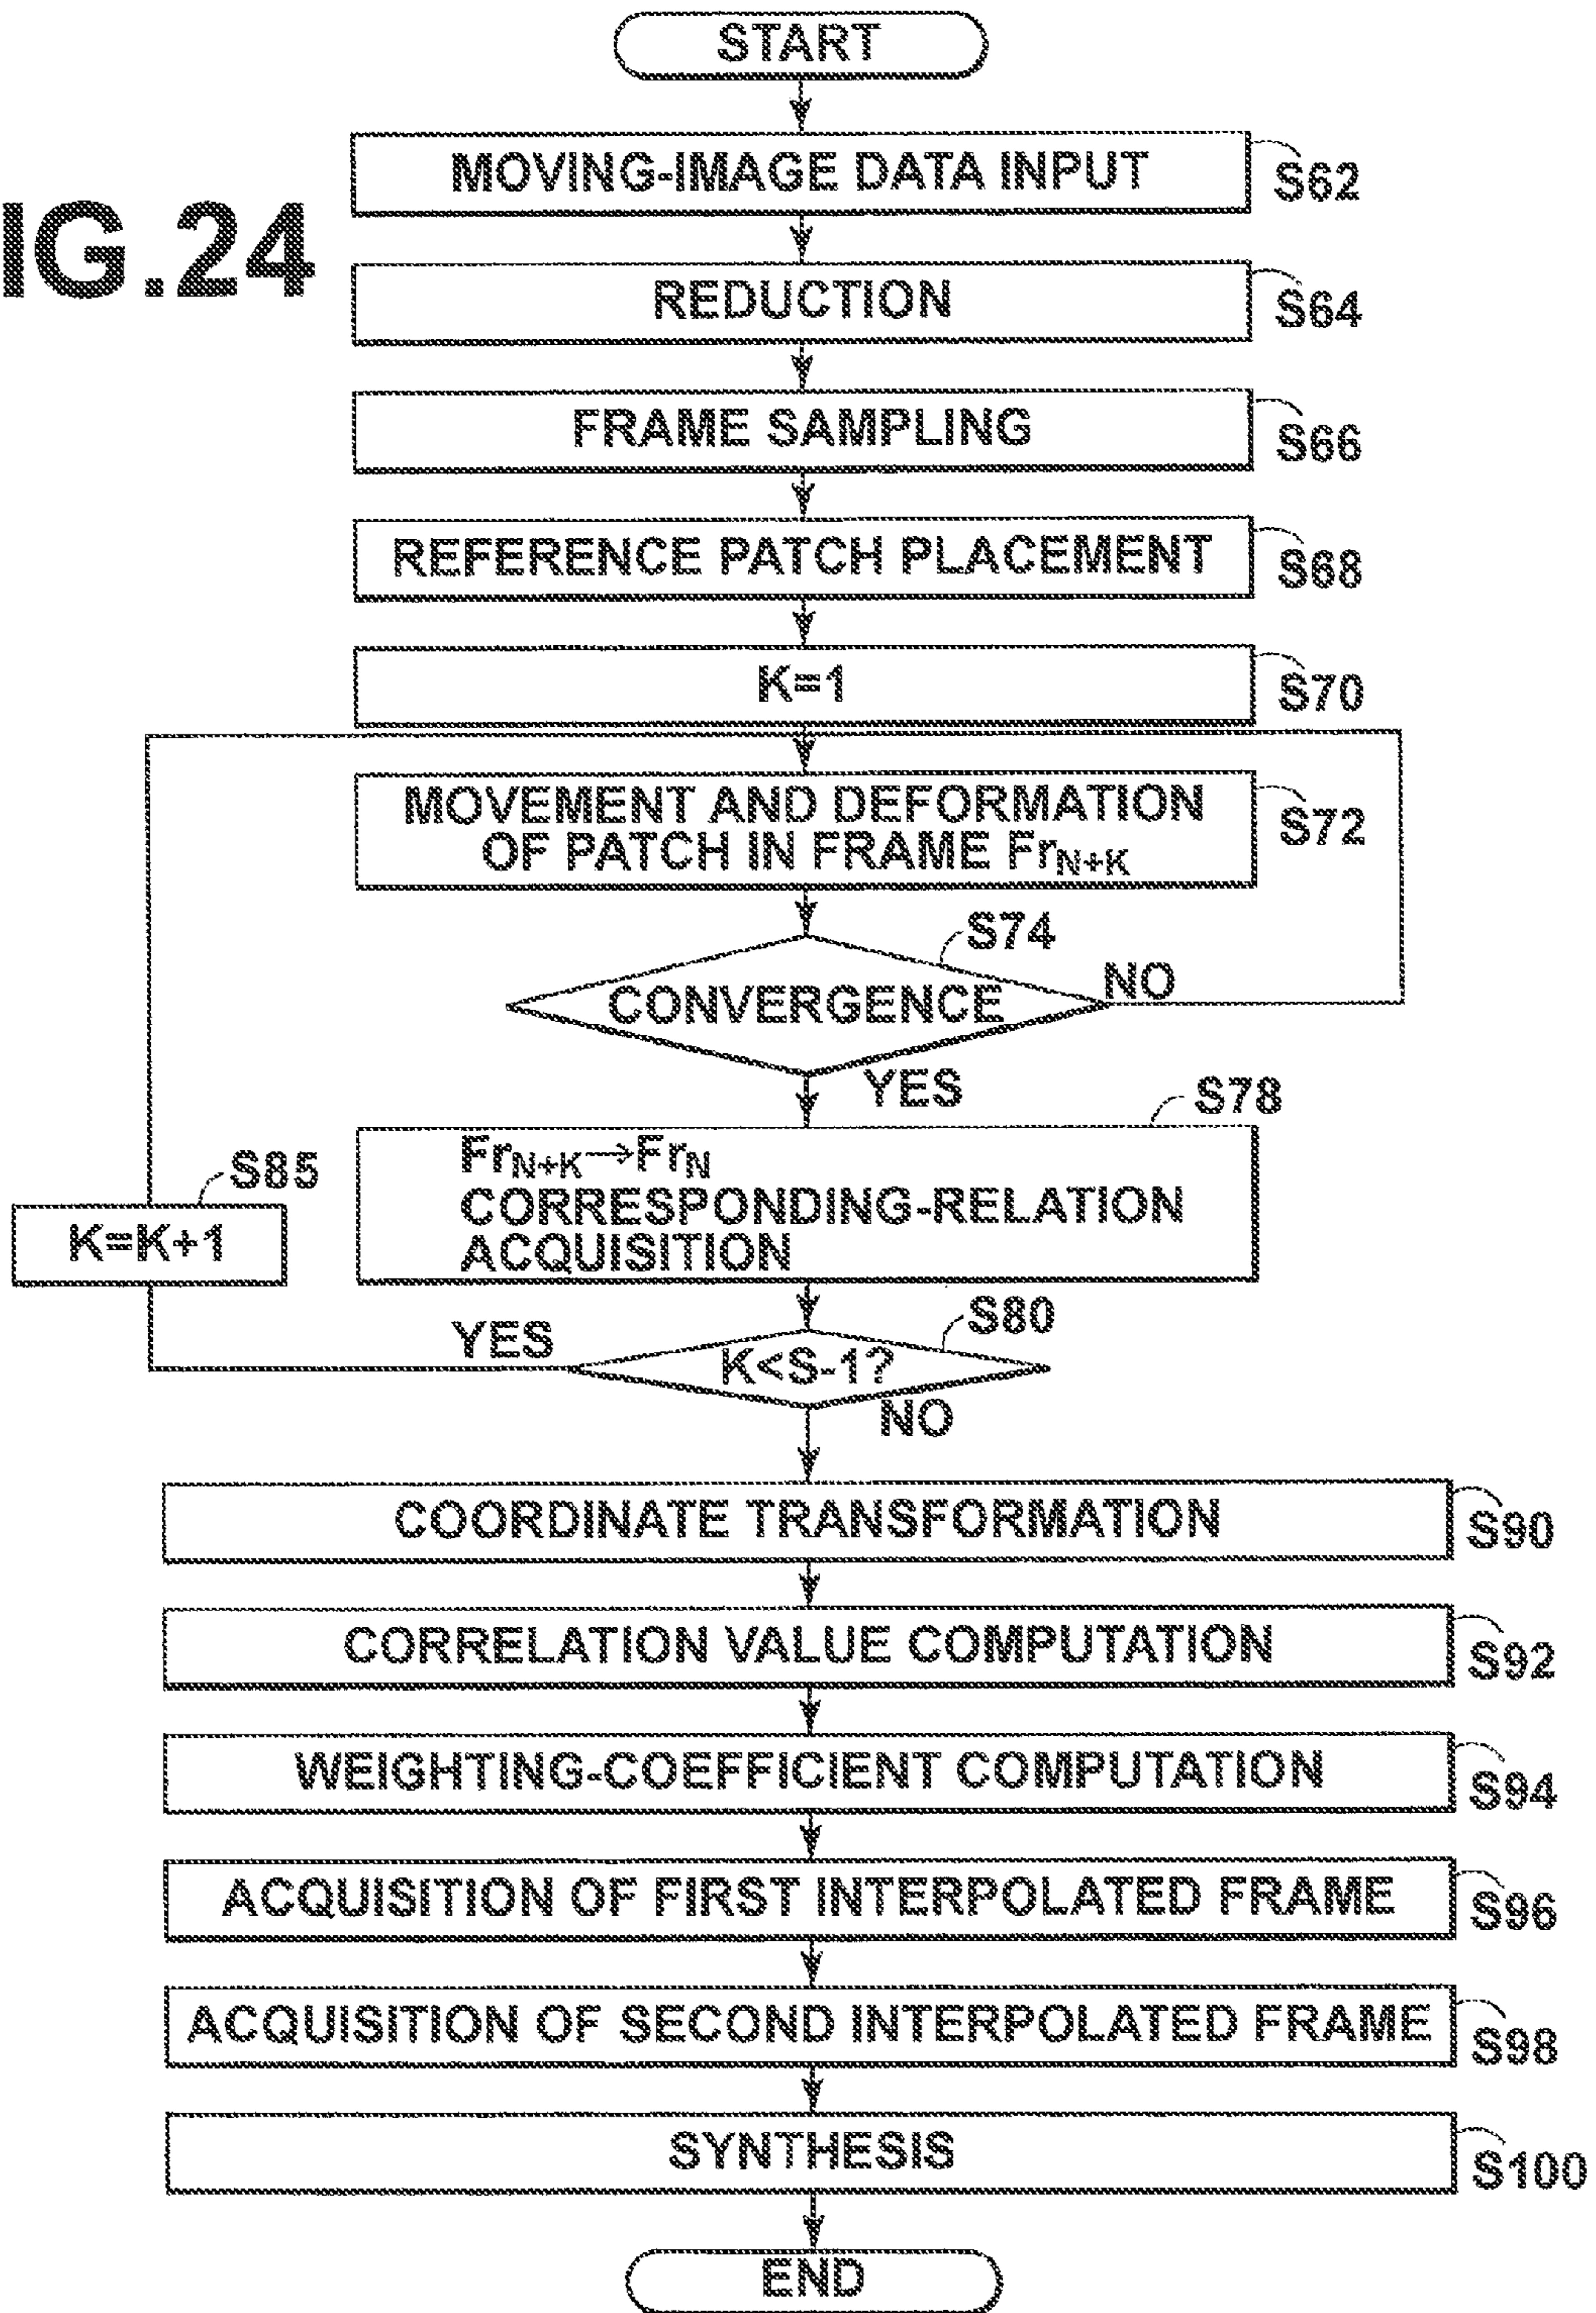 START
MOVING-IMAGE DATA INPUT
S62
IG.24
REDUCTION
S64
FRAME SAMPLING
S66
REFERENCE PATCH PLACEMENT
S68
K=1
S70
MOVEMENT AND DEFORMATION
OF PATCH IN FRAME FrN+K
S72
S74
CONVERGENCE
NO
YES
S78
FrN+K→FrN
CORRESPONDING-RELATION
ACQUISITION
S85
K=K+1
S80
YES
K<S-1?
NO
COORDINATE TRANSFORMATION
S90
CORRELATION VALUE COMPUTATION
S92
WEIGHTING-COEFFICIENT COMPUTATION
S94
ACQUISITION OF FIRST INTERPOLATED FRAME
S96
ACQUISITION OF SECOND INTERPOLATED FRAME
S98
SYNTHESIS
S100
END